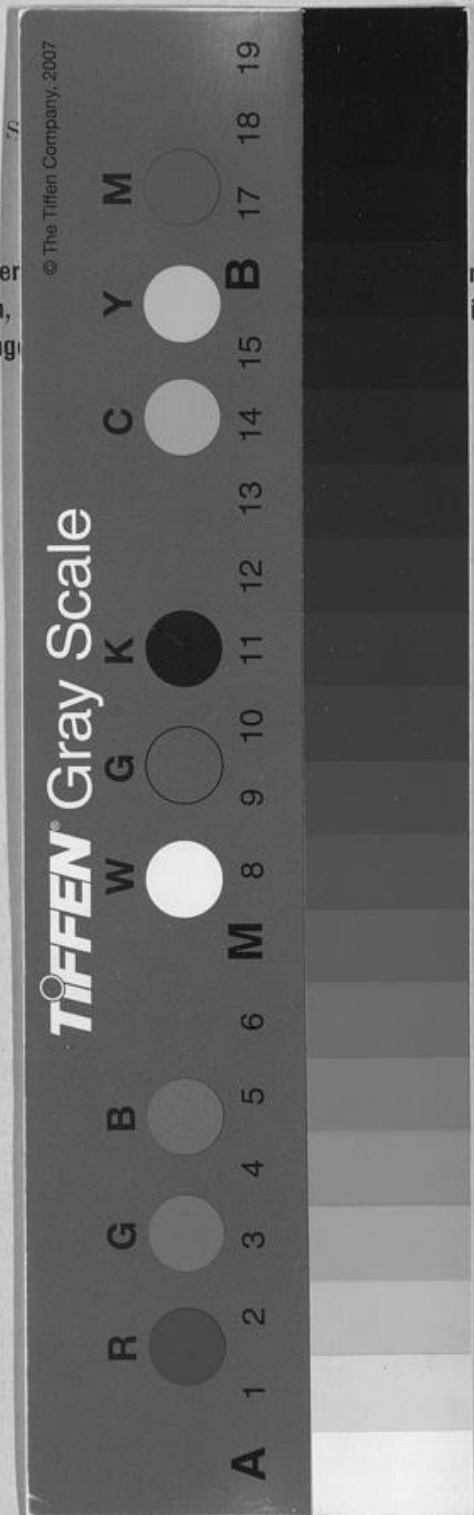 TIFFEN® Gray Scale
© The Tiffen Company, 2007
R G B W G K C Y M
A 1 2 3 4 5 6 M 8 9 10 11 12 13 14 15 B 17 18 19